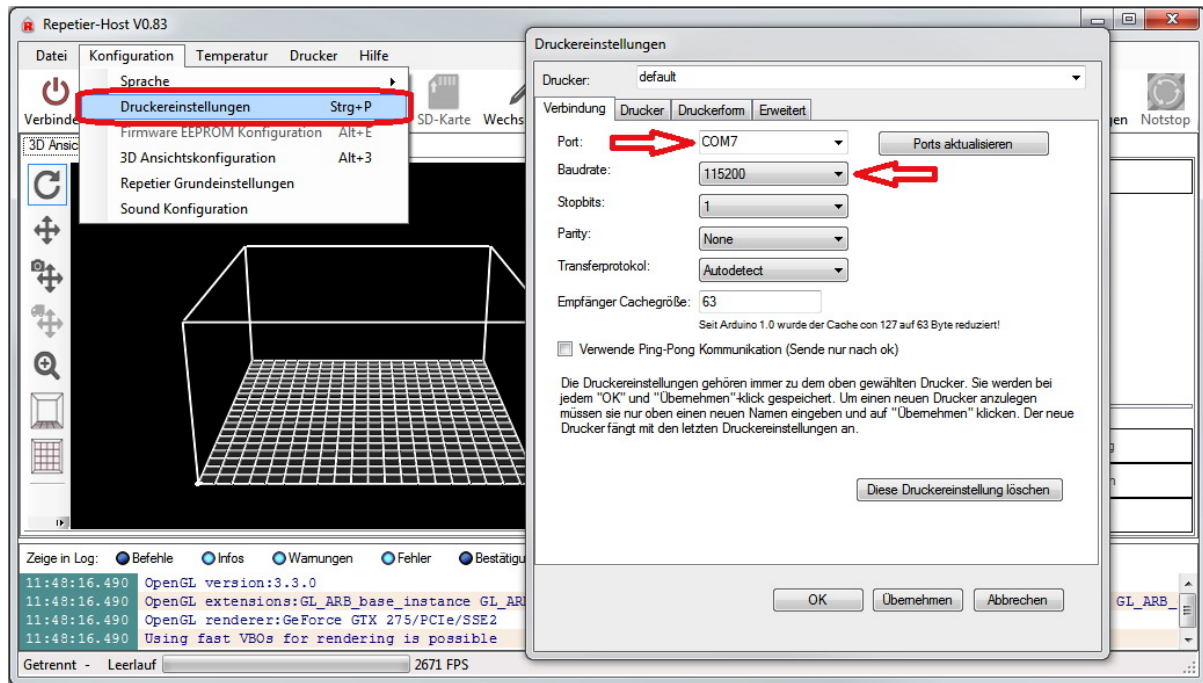 Repetier-Host V0.83
Datei Konfiguration Temperatur Drucker Hilfe
Sprache
Druckereinstellungen Strg+P
Firmware EEPROM Konfiguration Alt+E
3D Ansichtskonfiguration Alt+3
Repetier Grundeinstellungen
Sound Konfiguration
SD-Karte
Notstop
Druckereinstellungen
Drucker: default
Verbindung Drucker Druckerform Erweitert
Port: COM7 Ports aktualisieren
Baudrate: 115200
Stopbits: 1
Parity: None
Transferprotokol: Autodetect
Empfänger Cachegröße: 63
Seit Arduino 1.0 wurde der Cache con 127 auf 63 Byte reduziert!
Verwende Ping-Pong Kommunikation (Sende nur nach ok)
Die Druckereinstellungen gehören immer zu dem oben gewählten Drucker. Sie werden bei
jedem "OK" und "Übernehmen"-klick gespeichert. Um einen neuen Drucker anzulegen
müssen sie nur oben einen neuen Namen eingeben und auf "Übernehmen" klicken. Der neue
Drucker fängt mit den letzten Druckereinstellungen an.
Diese Druckereinstellung löschen
OK Übernehmen Abbrechen
Zeige in Log: Befehle Infos Warnungen Fehler
11:48:16.490 OpenGL version:3.3.0
11:48:16.490 OpenGL extensions:GL_ARB_base_instance GL_AR GL_ARB_
11:48:16.490 OpenGL renderer:GeForce GTX 275/PCIe/SSE2
11:48:16.490 Using fast VBOs for rendering is possible
Getrennt - Leerlauf 2671 FPS